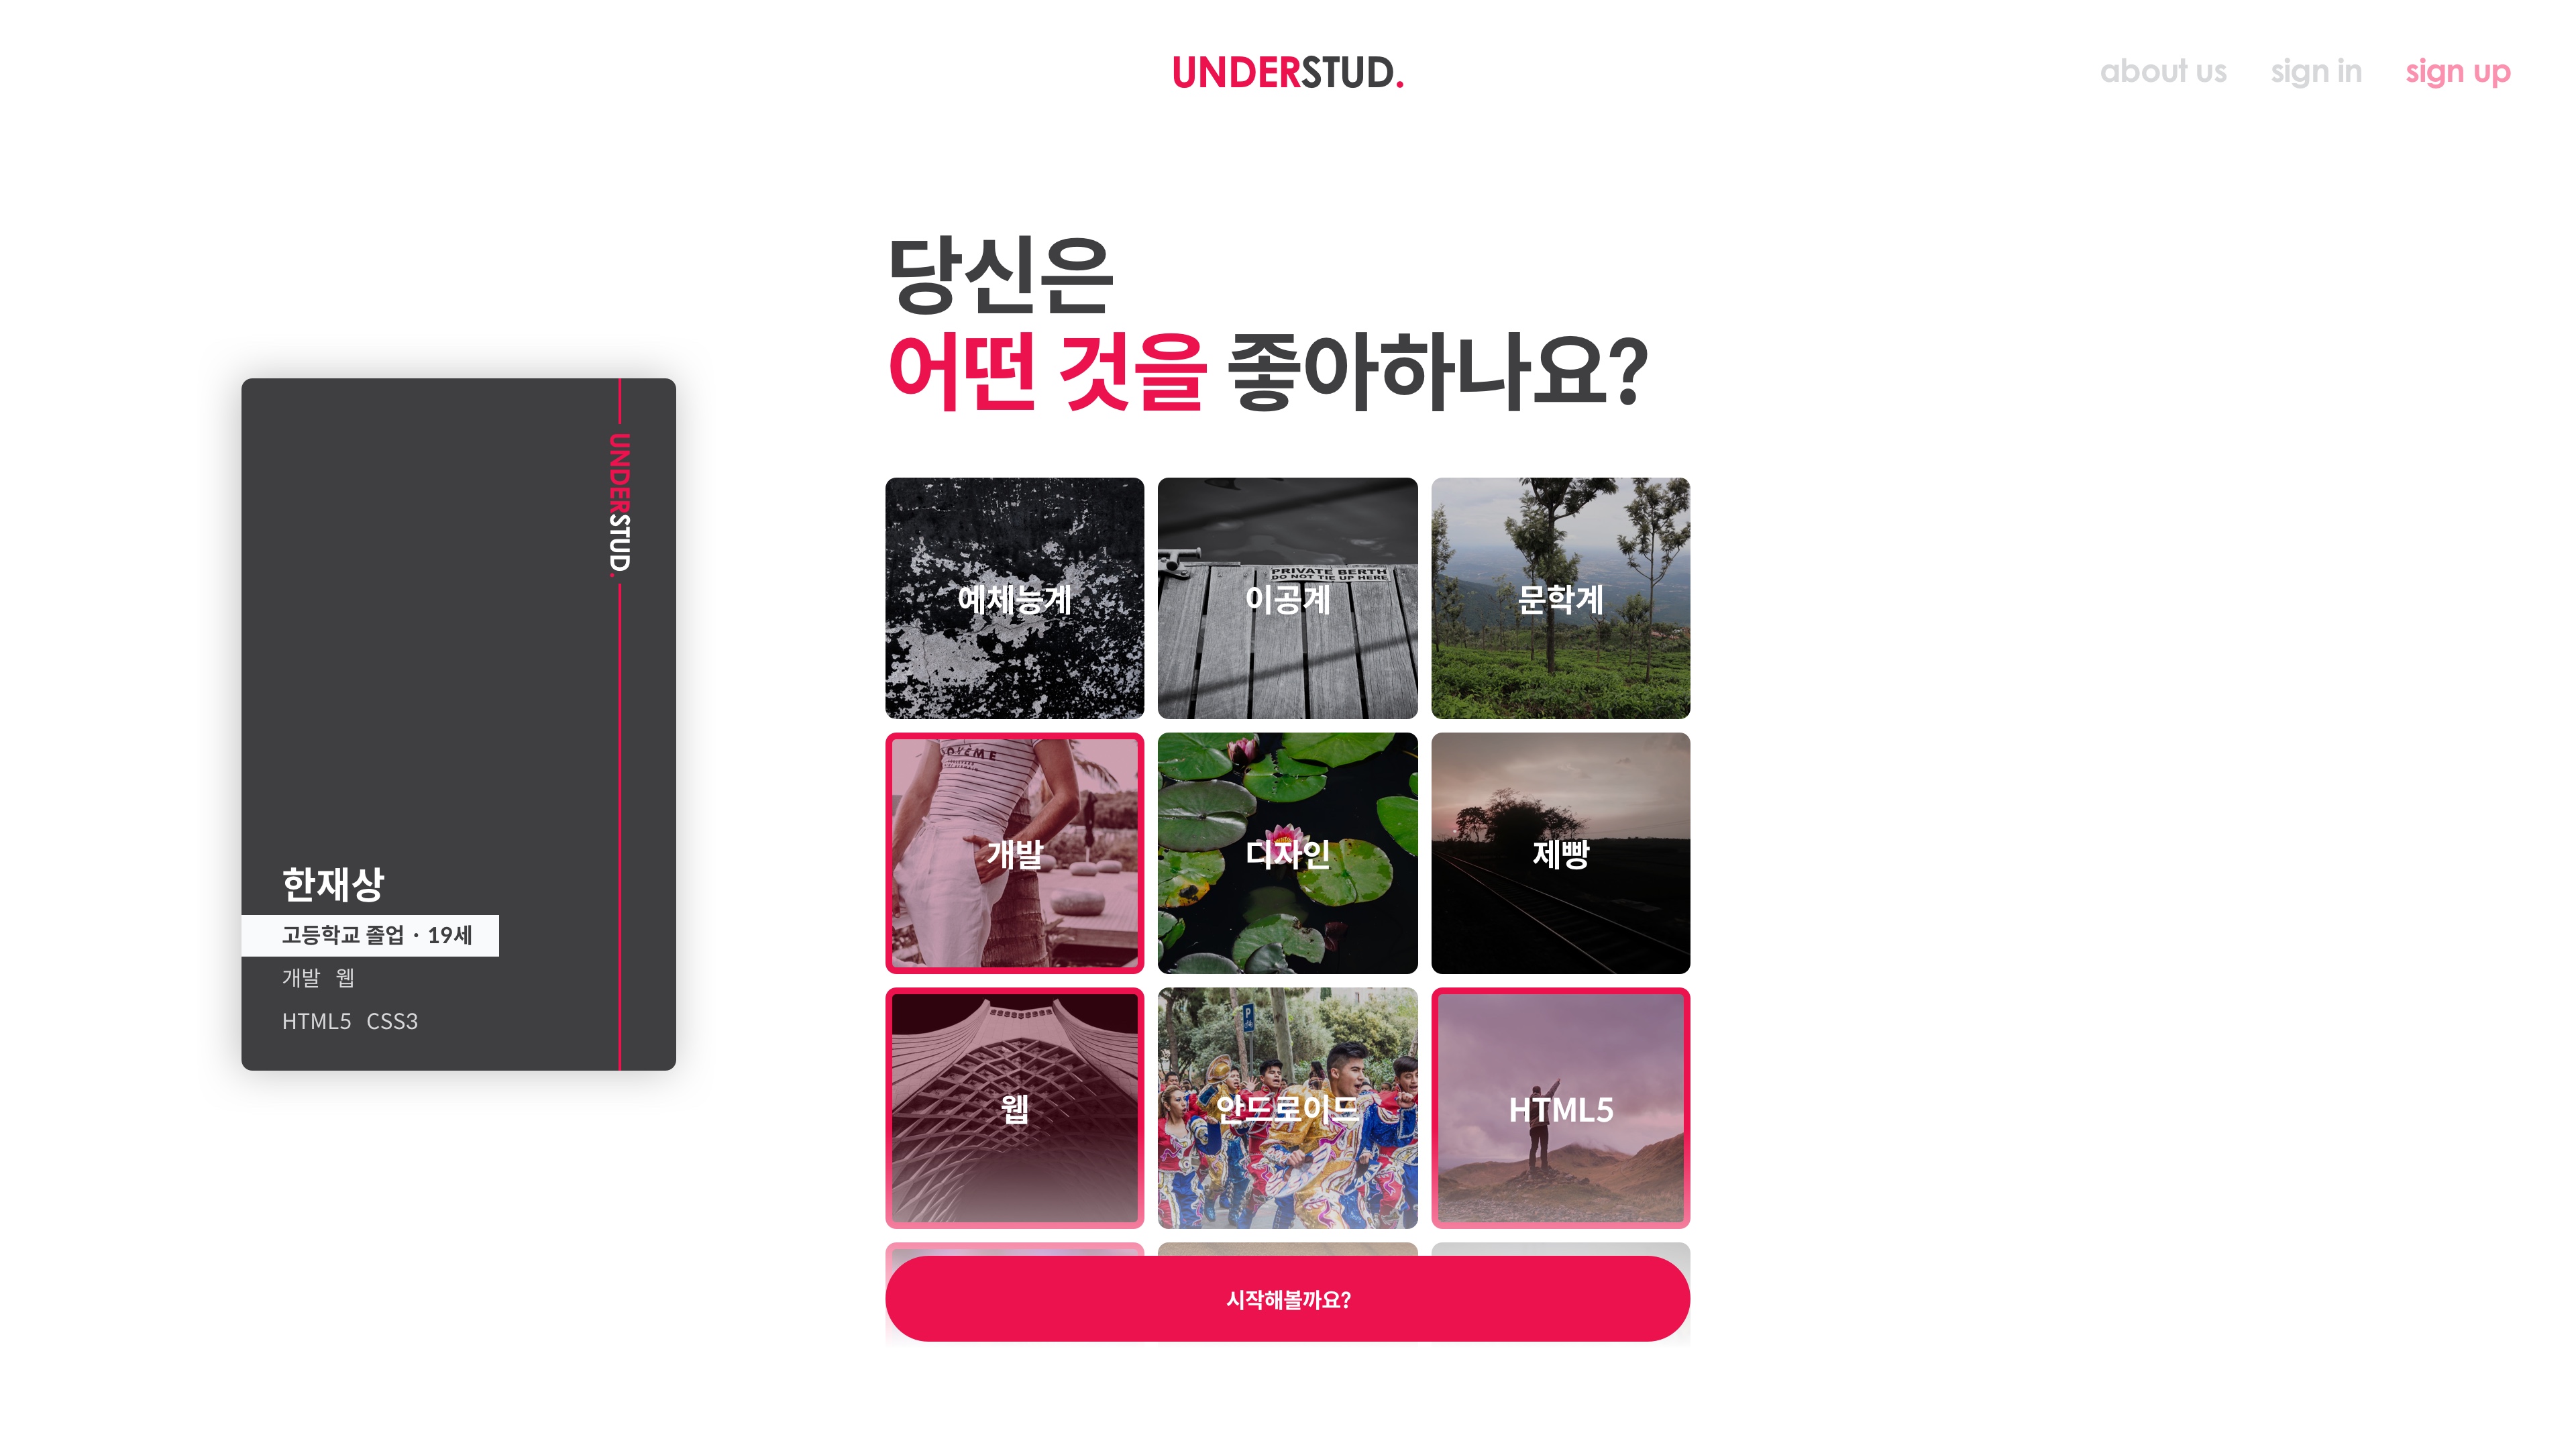 UNDERSTUD.
about us sign in sign up
당신은
어떤 것을 좋아하나요?
UNDERSTUD.
한재상
고등학교 졸업 · 19세
개발 웹
HTML5 CSS3
예체능계
이공계
PRIVATE BERTH
DO NOT TIE UP HERE
문학계
개발
디자인
제빵
웹
P
안드로이드
HTML5
시작해볼까요?